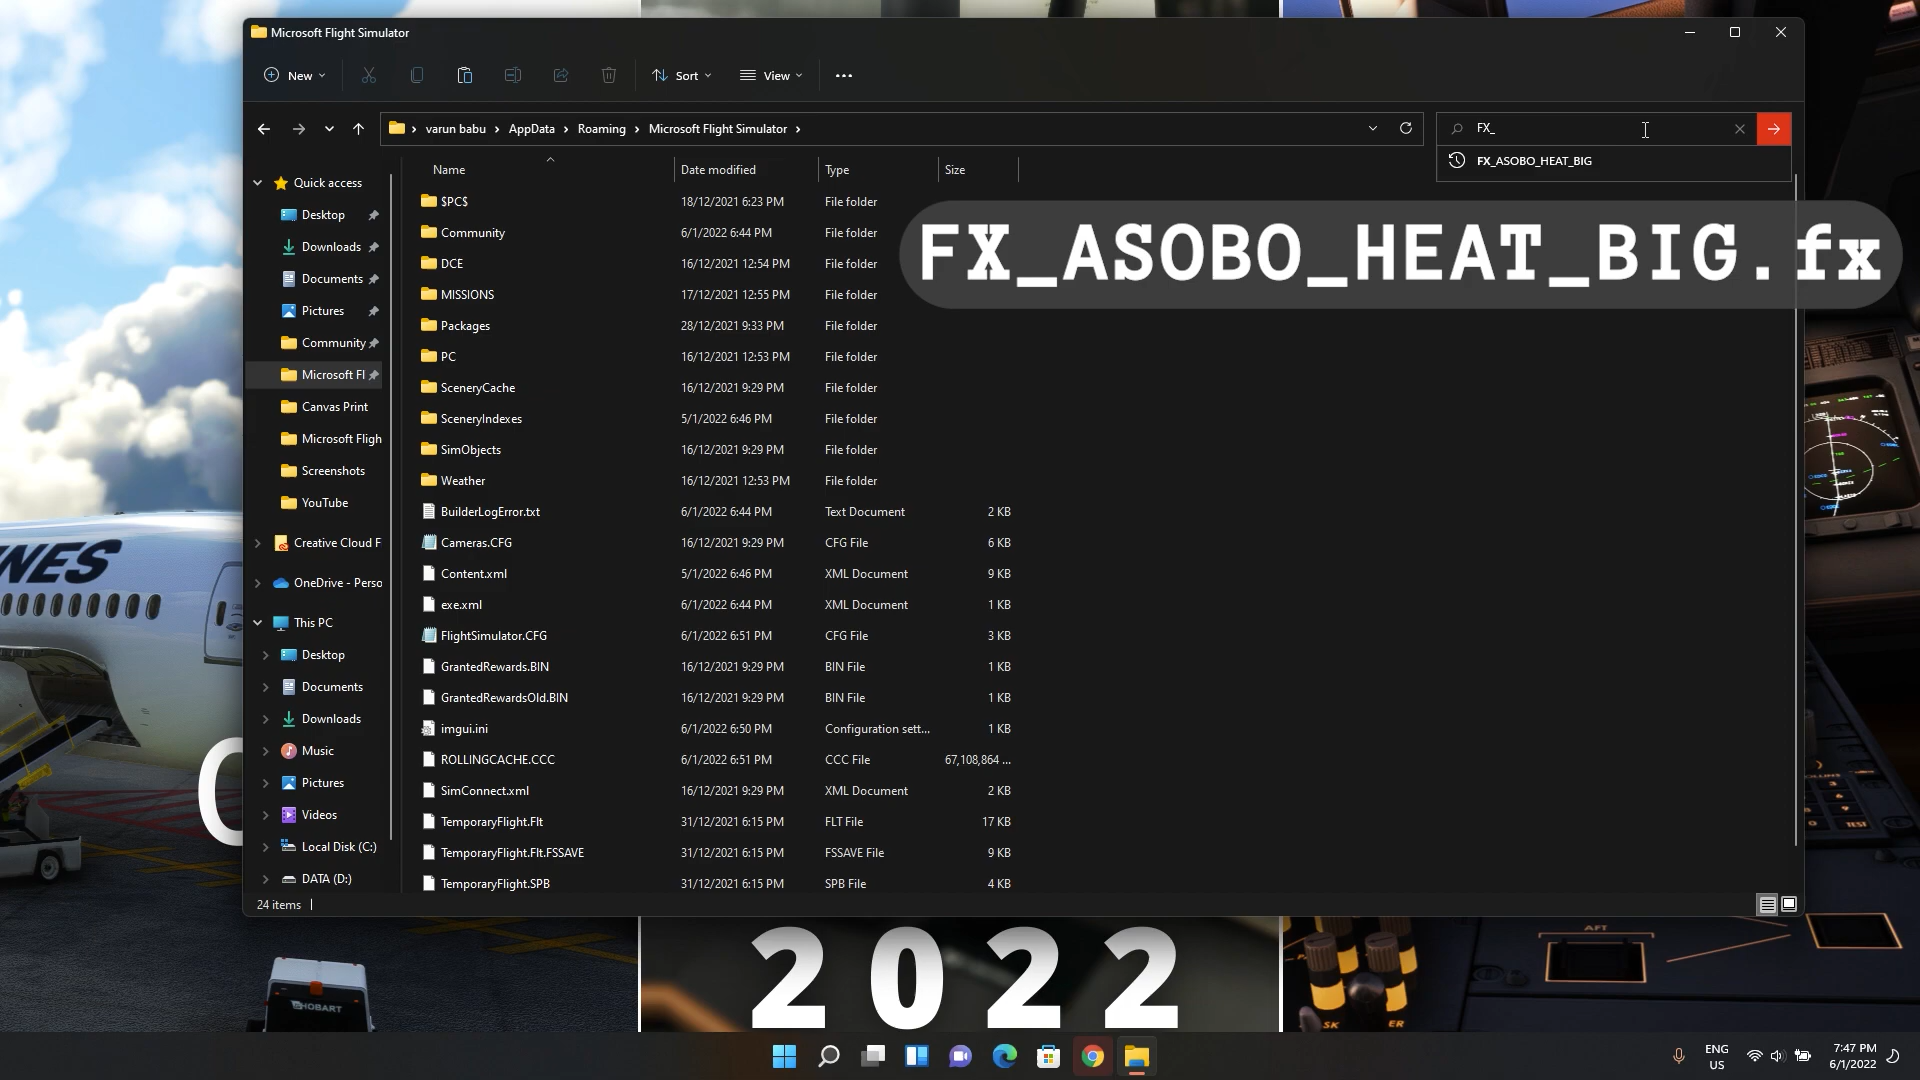 Microsoft Flight Simulator
New
Sort
View
varun babu > AppData > Roaming > Microsoft Flight Simulator >
FX_
FX_ASOBO_HEAT_BIG
FX_ASOBO_HEAT_BIG.fx
Name Date modified Type Size
$PC$ 18/12/2021 6:23 PM File folder
Community 6/1/2022 6:44 PM File folder
DCE 16/12/2021 12:54 PM File folder
MISSIONS 17/12/2021 12:55 PM File folder
Packages 28/12/2021 9:33 PM File folder
PC 16/12/2021 12:53 PM File folder
SceneryCache 16/12/2021 9:29 PM File folder
SceneryIndexes 5/1/2022 6:46 PM File folder
SimObjects 16/12/2021 9:29 PM File folder
Weather 16/12/2021 12:53 PM File folder
BuilderLogError.txt 6/1/2022 6:44 PM Text Document 2 KB
Cameras.CFG 16/12/2021 9:29 PM CFG File 6 KB
Content.xml 5/1/2022 6:46 PM XML Document 9 KB
exe.xml 6/1/2022 6:44 PM XML Document 1 KB
FlightSimulator.CFG 6/1/2022 6:51 PM CFG File 3 KB
GrantedRewards.BIN 16/12/2021 9:29 PM BIN File 1 KB
GrantedRewardsOld.BIN 16/12/2021 9:29 PM BIN File 1 KB
imgui.ini 6/1/2022 6:50 PM Configuration sett... 1 KB
ROLLINGCACHE.CCC 6/1/2022 6:51 PM CCC File 67,108,864 ...
SimConnect.xml 16/12/2021 9:29 PM XML Document 2 KB
TemporaryFlight.Flt 31/12/2021 6:15 PM FLT File 17 KB
TemporaryFlight.Flt.FSSAVE 31/12/2021 6:15 PM FSSAVE File 9 KB
TemporaryFlight.SPB 31/12/2021 6:15 PM SPB File 4 KB
Quick access
Desktop
Downloads
Documents
Pictures
Community
Microsoft Fl
Canvas Print
Microsoft Fligh
Screenshots
YouTube
Creative Cloud F
OneDrive - Perso
This PC
Desktop
Documents
Downloads
Music
Pictures
Videos
Local Disk (C:)
DATA (D:)
24 items
NES
HOBART
2022
AFT
SK
ER
TEST
ENG
US
7:47 PM
6/1/2022